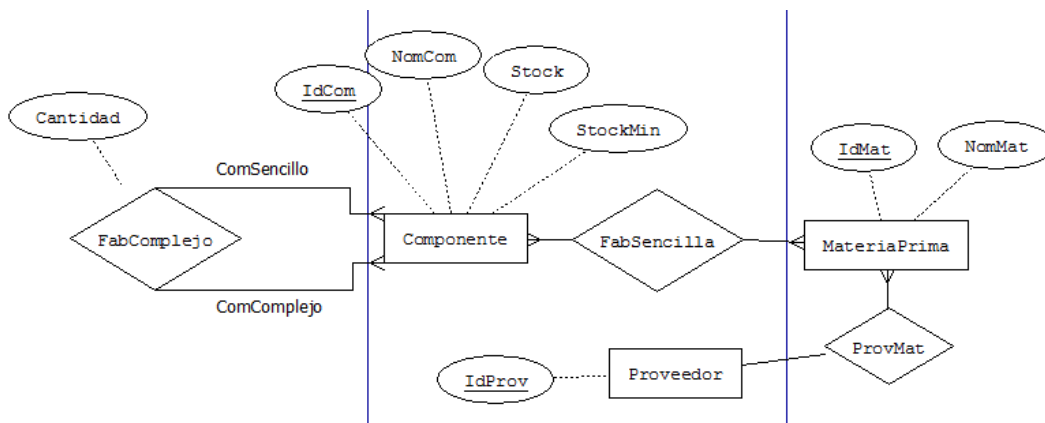 NomCom
Stock
IdCom
Cantidad
StockMin
IdMat
NomMat
ComSencillo
FabComplejo
Componente
FabSencilla
MateriaPrima
ComComplejo
ProvMat
IdProv
Proveedor